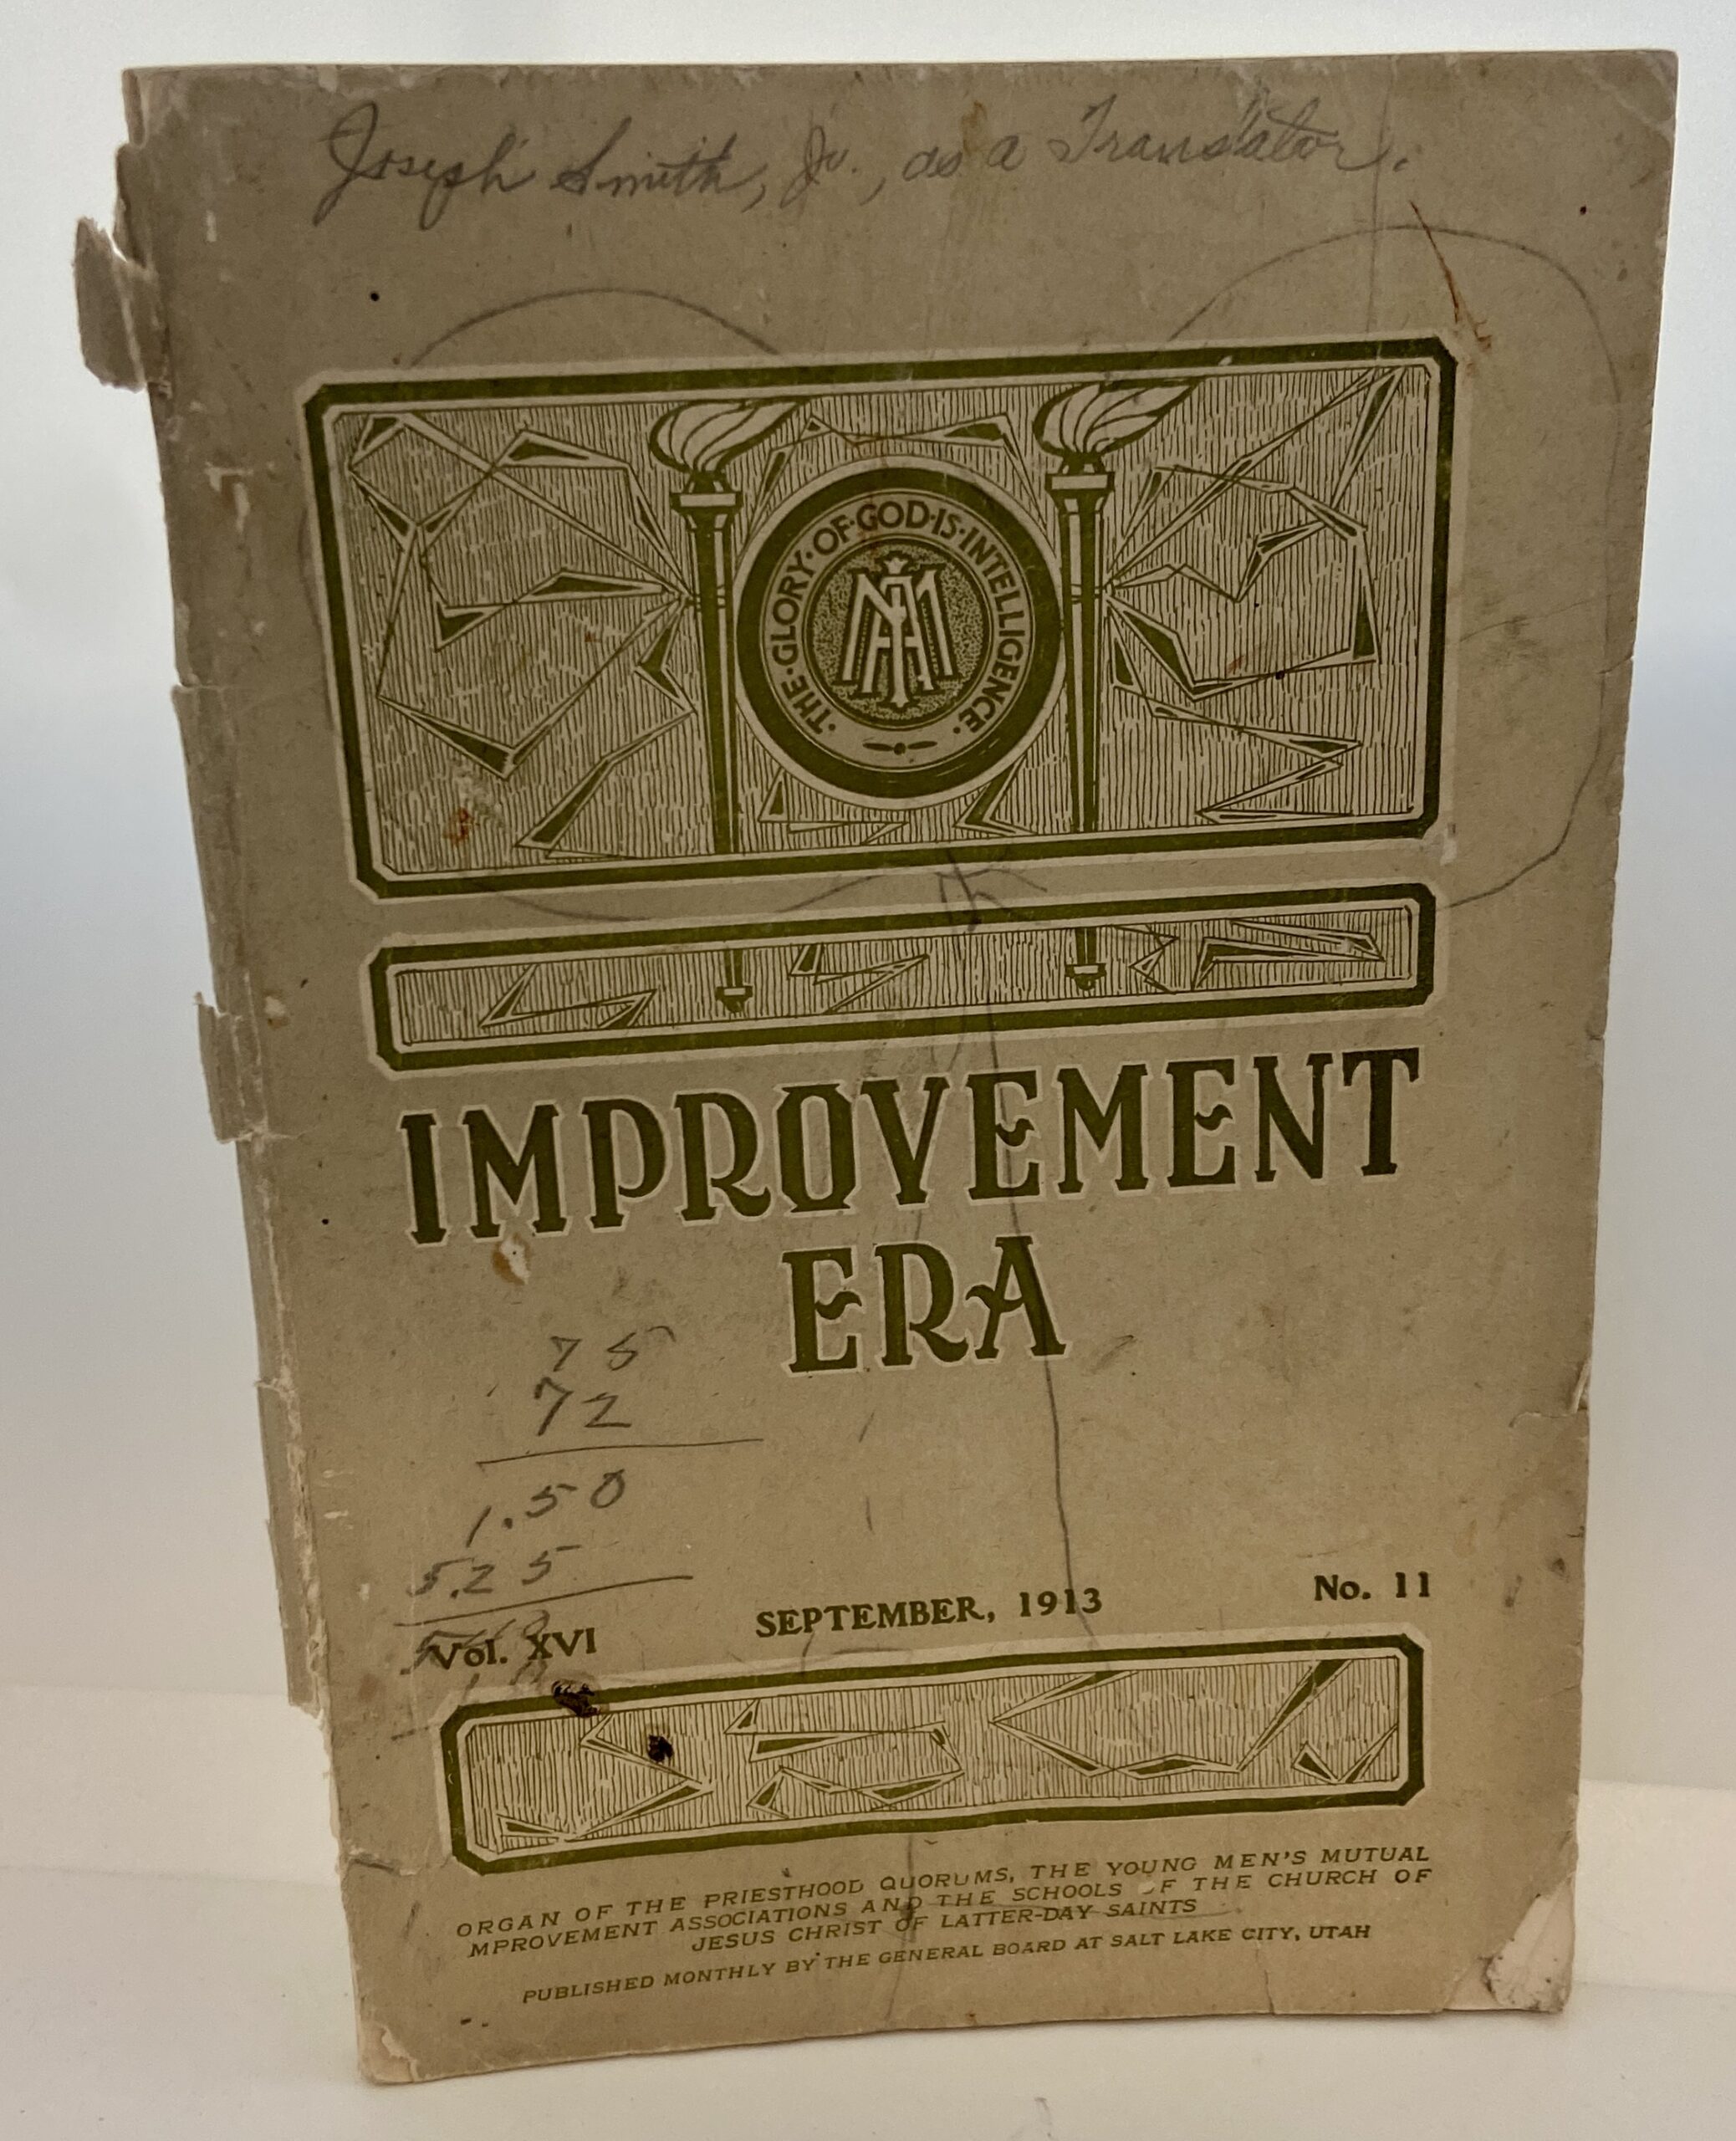 Joseph Smith, Jr., as a Translator.
THE·GLORY·OF·GOD·IS·INTELLIGENCE·
IMPROVEMENT
ERA
75
72
1.50
5.25
Vol. XVI SEPTEMBER, 1913 No. 11
ORGAN OF THE PRIESTHOOD QUORUMS, THE YOUNG MEN'S MUTUAL
MPROVEMENT ASSOCIATIONS AND THE SCHOOLS OF THE CHURCH OF
JESUS CHRIST OF LATTER-DAY SAINTS
PUBLISHED MONTHLY BY THE GENERAL BOARD AT SALT LAKE CITY, UTAH